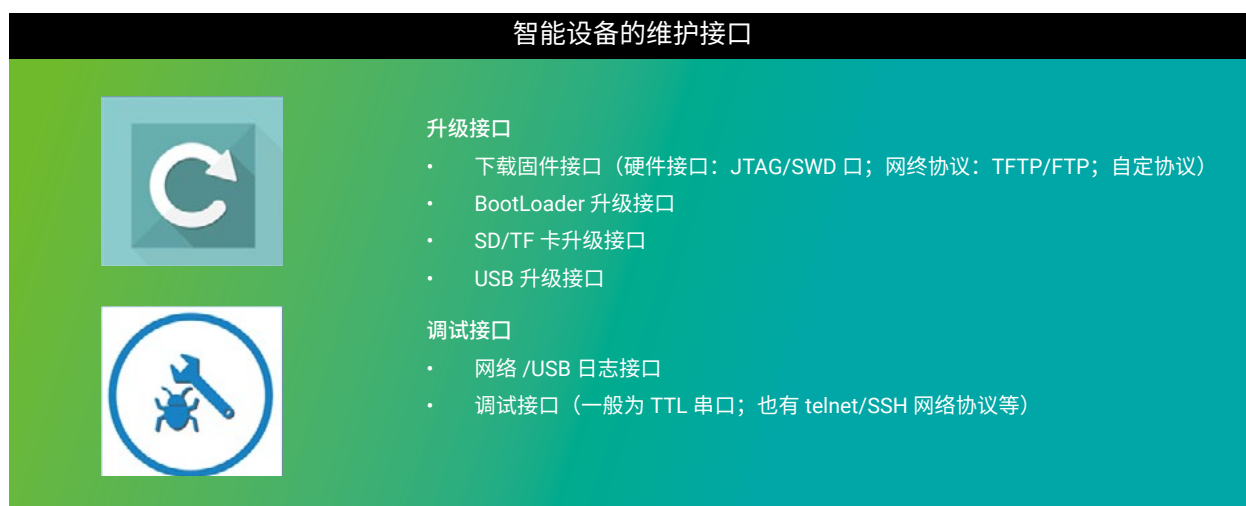 智能设备的维护接口
升级接口
• 下载固件接口（硬件接口：JTAG/SWD 口；网终协议：TFTP/FTP；自定协议）
• BootLoader 升级接口
• SD/TF 卡升级接口
• USB 升级接口
调试接口
• 网络 /USB 日志接口
• 调试接口（一般为 TTL 串口；也有 telnet/SSH 网络协议等）